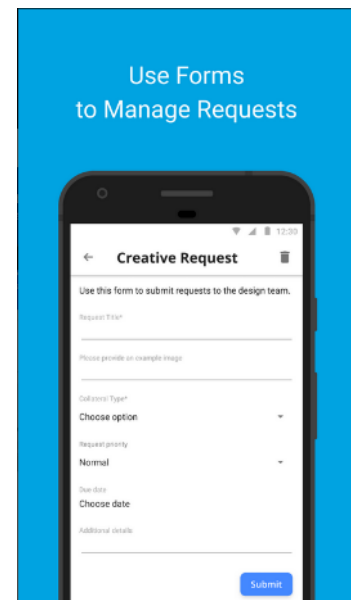 Use Forms
to Manage Requests
12:30
Creative Request
Use this form to submit requests to the design team.
Request Title*
Please provide an example image
Collateral Type*
Choose option
Request priority
Normal
Due date
Choose date
Additional details
Submit